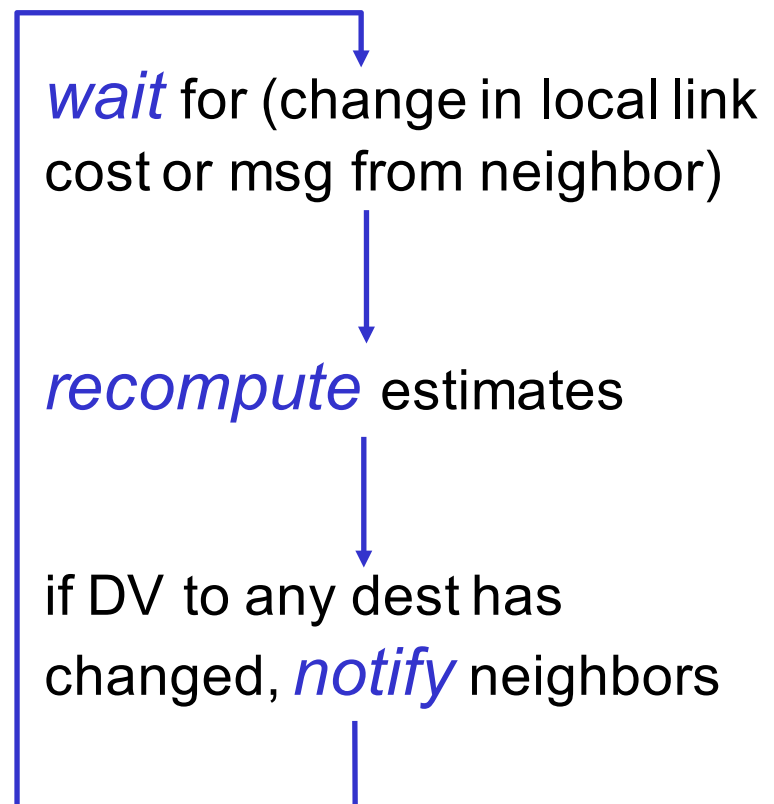 wait for (change in local link
cost or msg from neighbor)
recompute estimates
if DV to any dest has
changed, notify neighbors